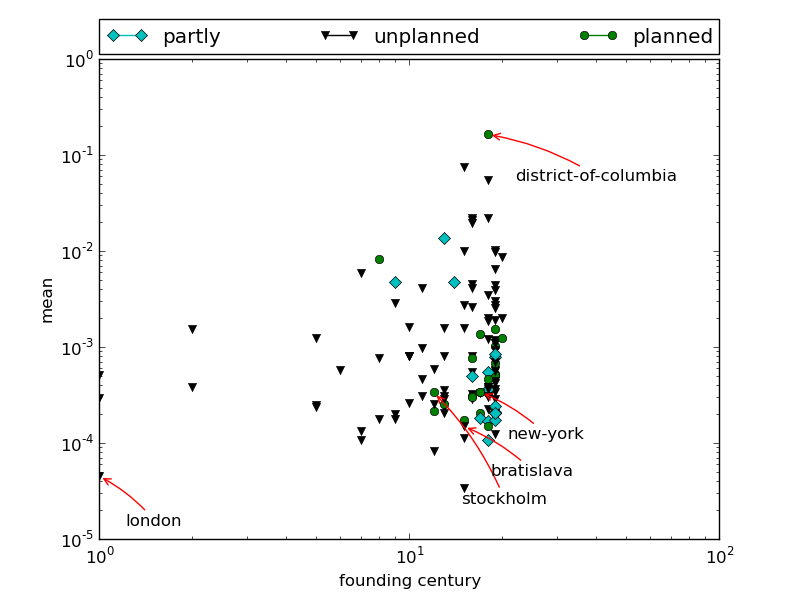 partly unplanned planned
10^0
10^-1
district-of-columbia
10^-2
mean
10^-3
new-york
10^-4
bratislava
stockholm
london
10^-5
10^0 10^1 10^2
founding century